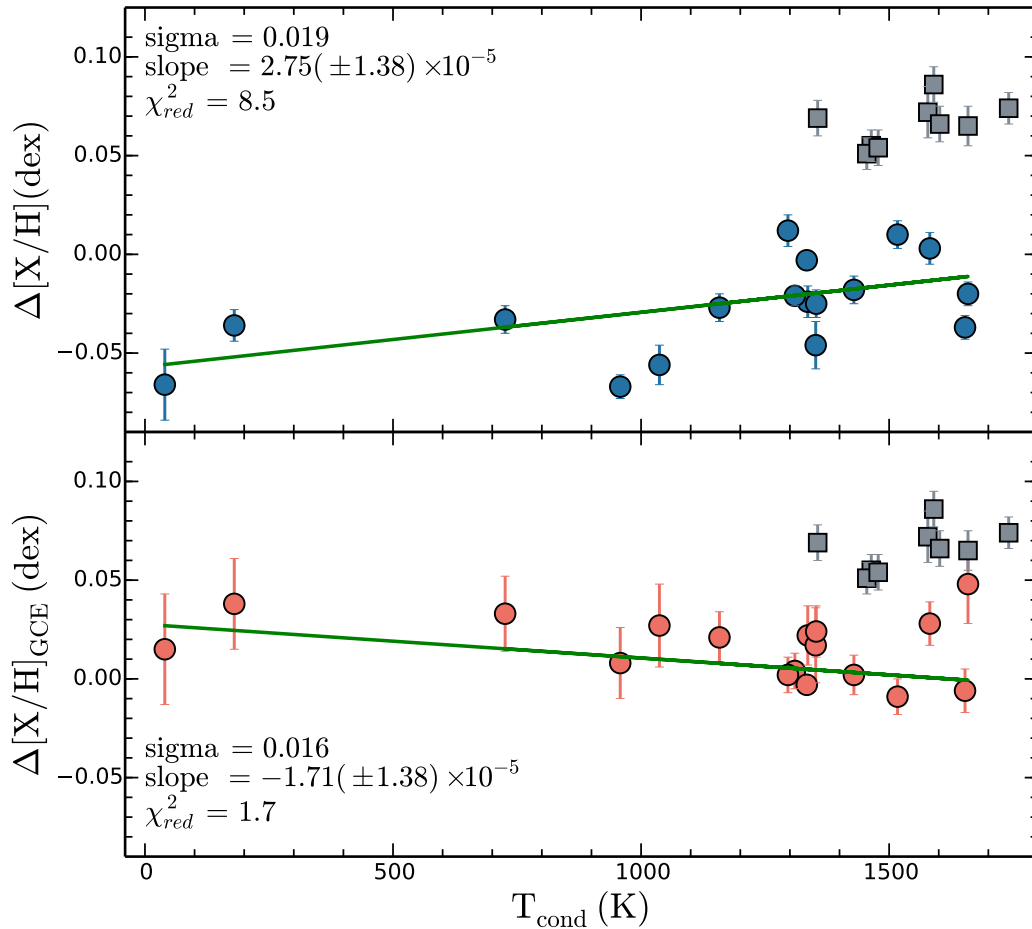 0.10
0.05
0.00
−0.05
Δ[X/H](dex)
sigma = 0.019
slope = 2.75(±1.38) ×10⁻⁵
χ²_red = 8.5
0.10
0.05
0.00
−0.05
Δ[X/H]_GCE (dex)
sigma = 0.016
slope = −1.71(±1.38) ×10⁻⁵
χ²_red = 1.7
0 500 1000 1500
T_cond (K)